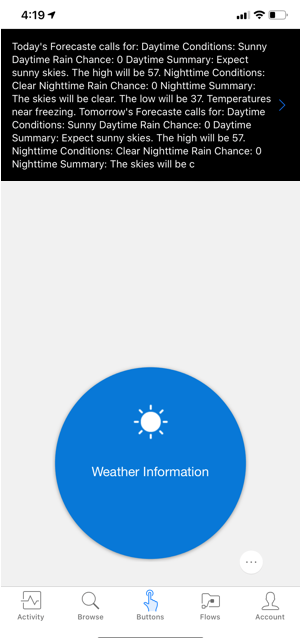 4:19
Today's Forecaste calls for: Daytime Conditions: Sunny
Daytime Rain Chance: 0 Daytime Summary: Expect
sunny skies. The high will be 57. Nighttime Conditions:
Clear Nighttime Rain Chance: 0 Nighttime Summary:
The skies will be clear. The low will be 37. Temperatures
near freezing. Tomorrow's Forecaste calls for: Daytime
Conditions: Sunny Daytime Rain Chance: 0 Daytime
Summary: Expect sunny skies. The high will be 57.
Nighttime Conditions: Clear Nighttime Rain Chance: 0
Nighttime Summary: The skies will be c
Weather Information
Activity Browse Buttons Flows Account